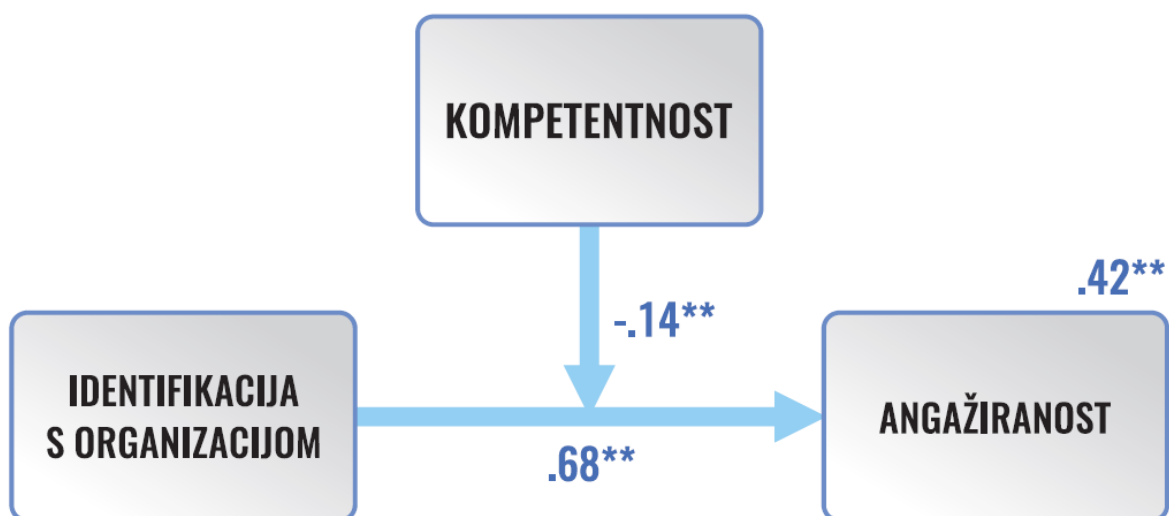 KOMPETENTNOST
.42**
-.14**
IDENTIFIKACIJA
S ORGANIZACIJOM
ANGAŽIRANOST
.68**